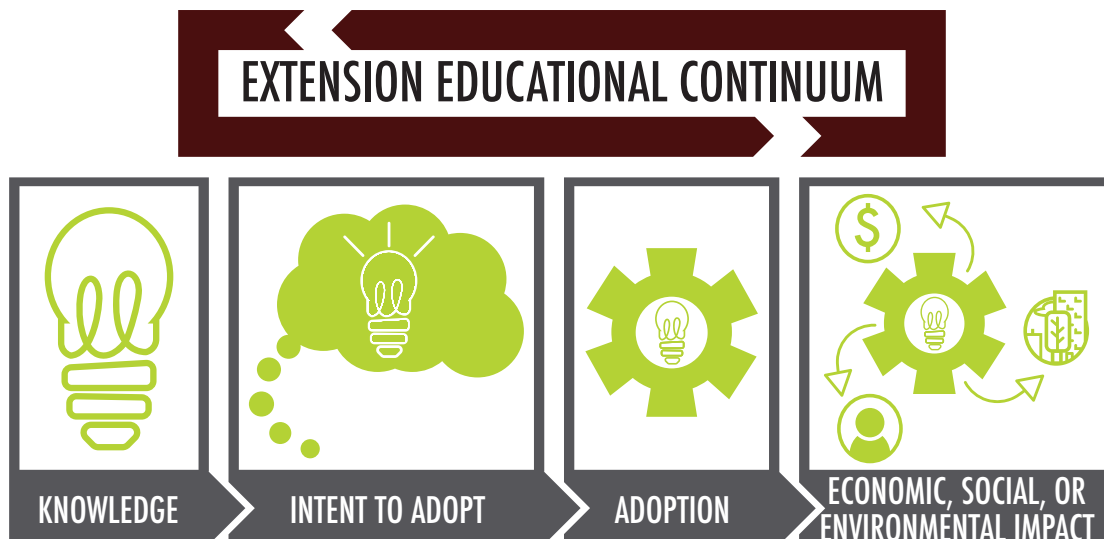 EXTENSION EDUCATIONAL CONTINUUM
$
KNOWLEDGE
INTENT TO ADOPT
ADOPTION
ECONOMIC, SOCIAL, OR
ENVIRONMENTAL IMPACT